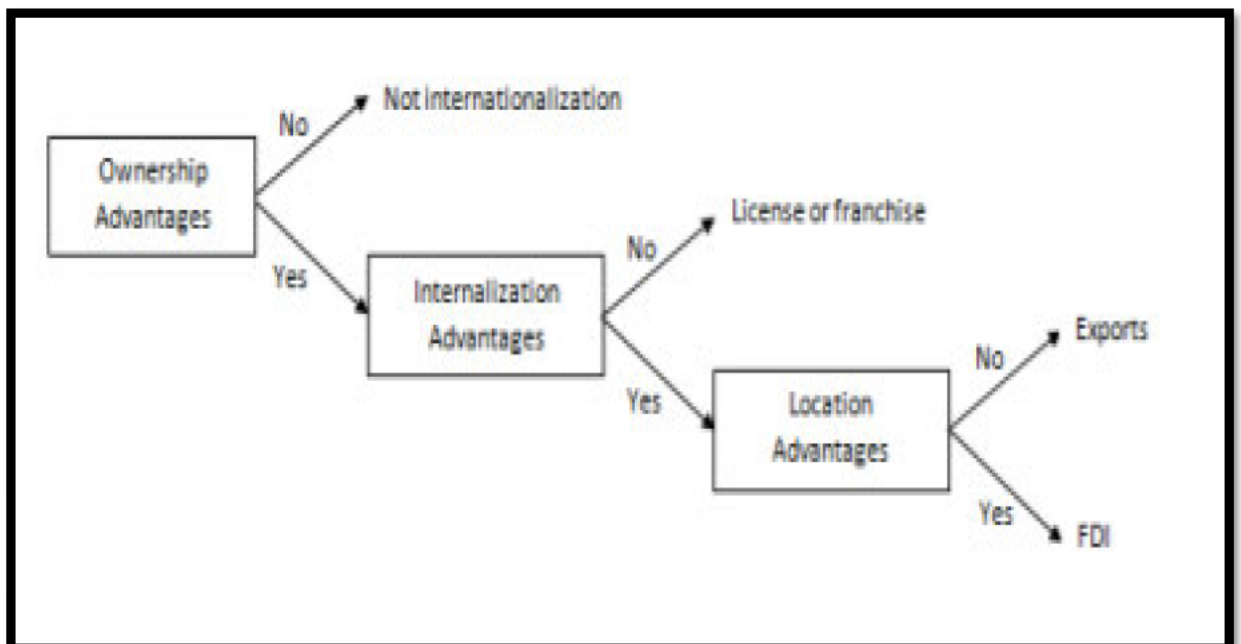 Not internationalization
No
Ownership
Advantages
Yes
License or franchise
No
Internalization
Advantages
Yes
Exports
No
Location
Advantages
Yes
FDI